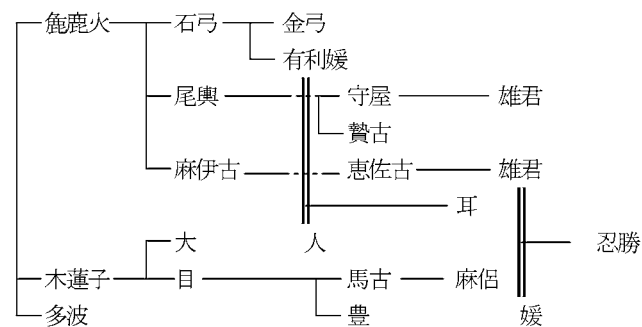 麁鹿火 石弓 金弓
有利媛
尾輿 守屋 雄君
贄古
麻伊古 恵佐古 雄君
耳
大 人 忍勝
木蓮子 目 馬古 麻侶
多波 豊 媛